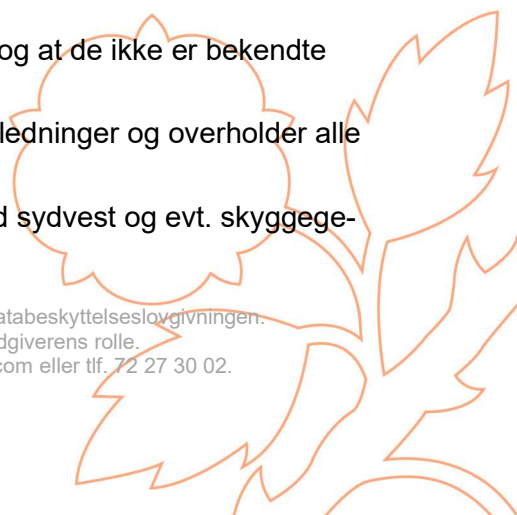 og at de ikke er bekendte
ledninger og overholder alle
d sydvest og evt. skyggege-
atabeskyttelseslovgivningen.
dgiverens rolle.
com eller tlf. 72 27 30 02.